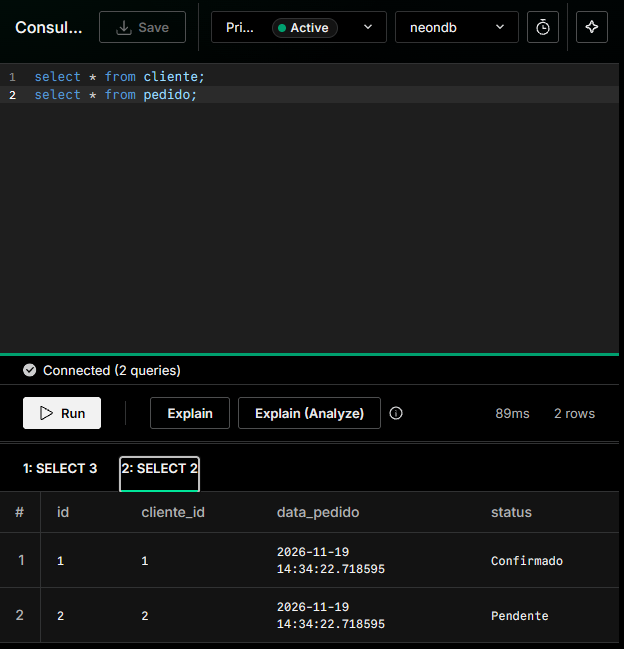 Consul... Save Pri... Active neondb
1 select * from cliente;
2 select * from pedido;
Connected (2 queries)
Run Explain Explain (Analyze) 89ms 2 rows
1: SELECT 3 2: SELECT 2
# id cliente_id data_pedido status
1 1 1 2026-11-19 14:34:22.718595 Confirmado
2 2 2 2026-11-19 14:34:22.718595 Pendente